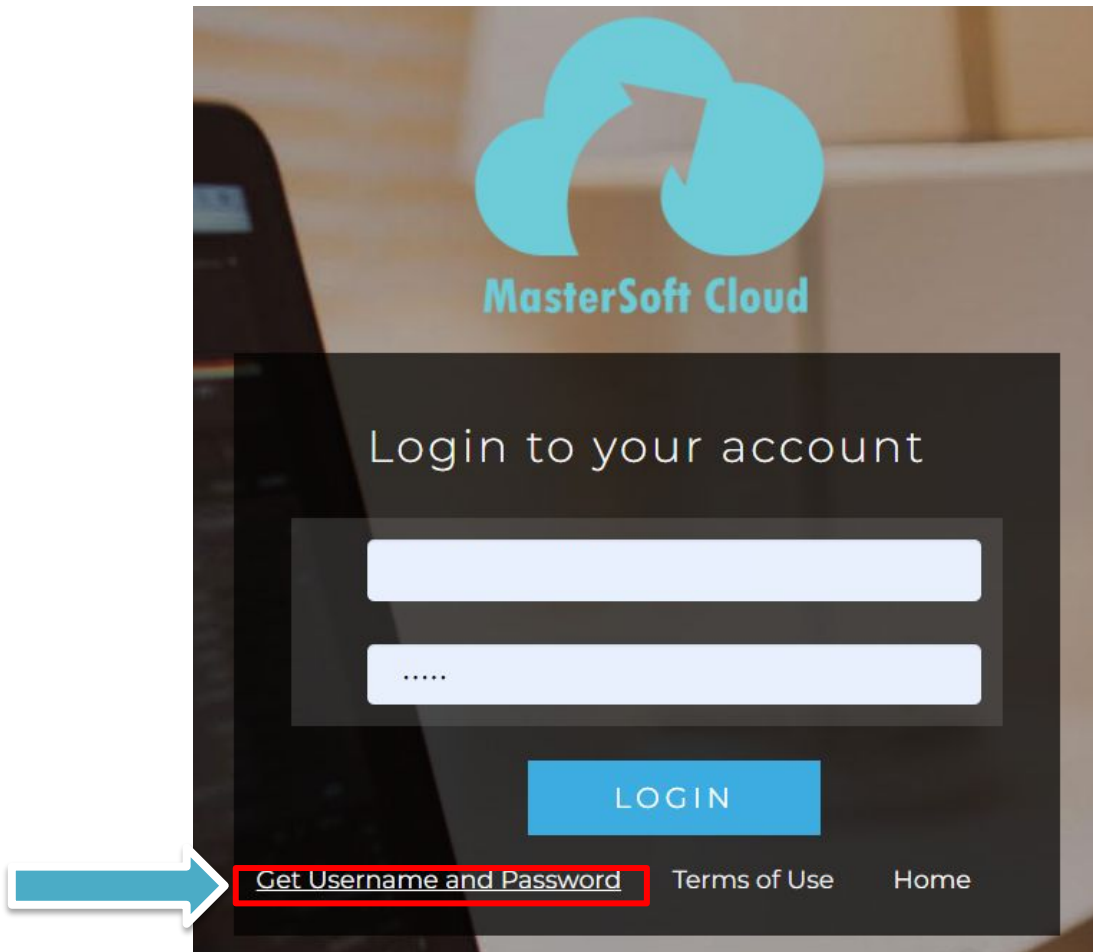 MasterSoft Cloud
Login to your account
.....
LOGIN
Get Username and Password Terms of Use Home